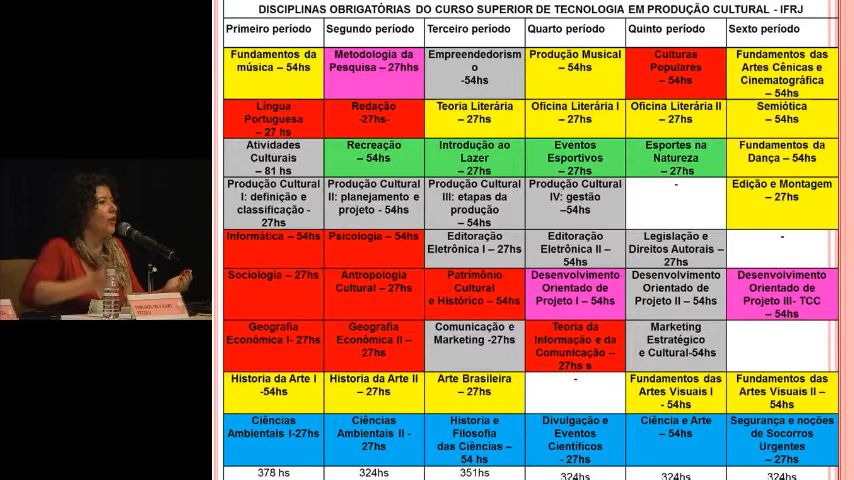 DISCIPLINAS OBRIGATÓRIAS DO CURSO SUPERIOR DE TECNOLOGIA EM PRODUÇÃO CULTURAL - IFRJ
Primeiro período Segundo período Terceiro período Quarto período Quinto período Sexto período
Fundamentos da
música – 54hs
Metodologia da
Pesquisa – 27hhs
Empreendedorism
o
-54hs
Produção Musical
– 54hs
Culturas
Populares
– 54hs
Fundamentos das
Artes Cênicas e
Cinematográfica
– 54hs
Língua
Portuguesa
– 27 hs
Redação
-27hs-
Teoria Literária
– 27hs
Oficina Literária I
– 27hs
Oficina Literária II
– 27hs
Semiótica
– 54hs
Atividades
Culturais
– 81 hs
Recreação
– 54hs
Introdução ao
Lazer
– 27hs
Eventos
Esportivos
– 27hs
Esportes na
Natureza
– 27hs
Fundamentos da
Dança – 54hs
Produção Cultural
I: definição e
classificação -
27hs
Produção Cultural
II: planejamento e
projeto - 54hs
Produção Cultural
III: etapas da
produção
– 54hs
Produção Cultural
IV: gestão
–54hs
-
Edição e Montagem
– 27hs
Informática – 54hs
Psicologia – 54hs
Editoração
Eletrônica I – 27hs
Editoração
Eletrônica II –
54hs
Legislação e
Direitos Autorais –
27hs
-
Sociologia – 27hs
Antropologia
Cultural – 27hs
Patrimônio
Cultural
e Histórico – 54hs
Desenvolvimento
Orientado de
Projeto I – 54hs
Desenvolvimento
Orientado de
Projeto II – 54hs
Desenvolvimento
Orientado de
Projeto III- TCC
– 54hs
Geografia
Econômica I- 27hs
Geografia
Econômica II –
27hs
Comunicação e
Marketing -27hs
Teoria da
Informação e da
Comunicação –
27hs s
Marketing
Estratégico
e Cultural-54hs
Historia da Arte I
-54hs
Historia da Arte II
– 27hs
Arte Brasileira
– 27hs
-
Fundamentos das
Artes Visuais I
- 54hs
Fundamentos das
Artes Visuais II –
54hs
Ciências
Ambientais I-27hs
Ciências
Ambientais II -
27hs
Historia e
Filosofia
das Ciências –
54 hs
Divulgação e
Eventos
Científicos
- 27hs
Ciência e Arte
– 54hs
Segurança e noções
de Socorros
Urgentes
– 27hs
378 hs 324hs 351hs 324hs 324hs 324hs